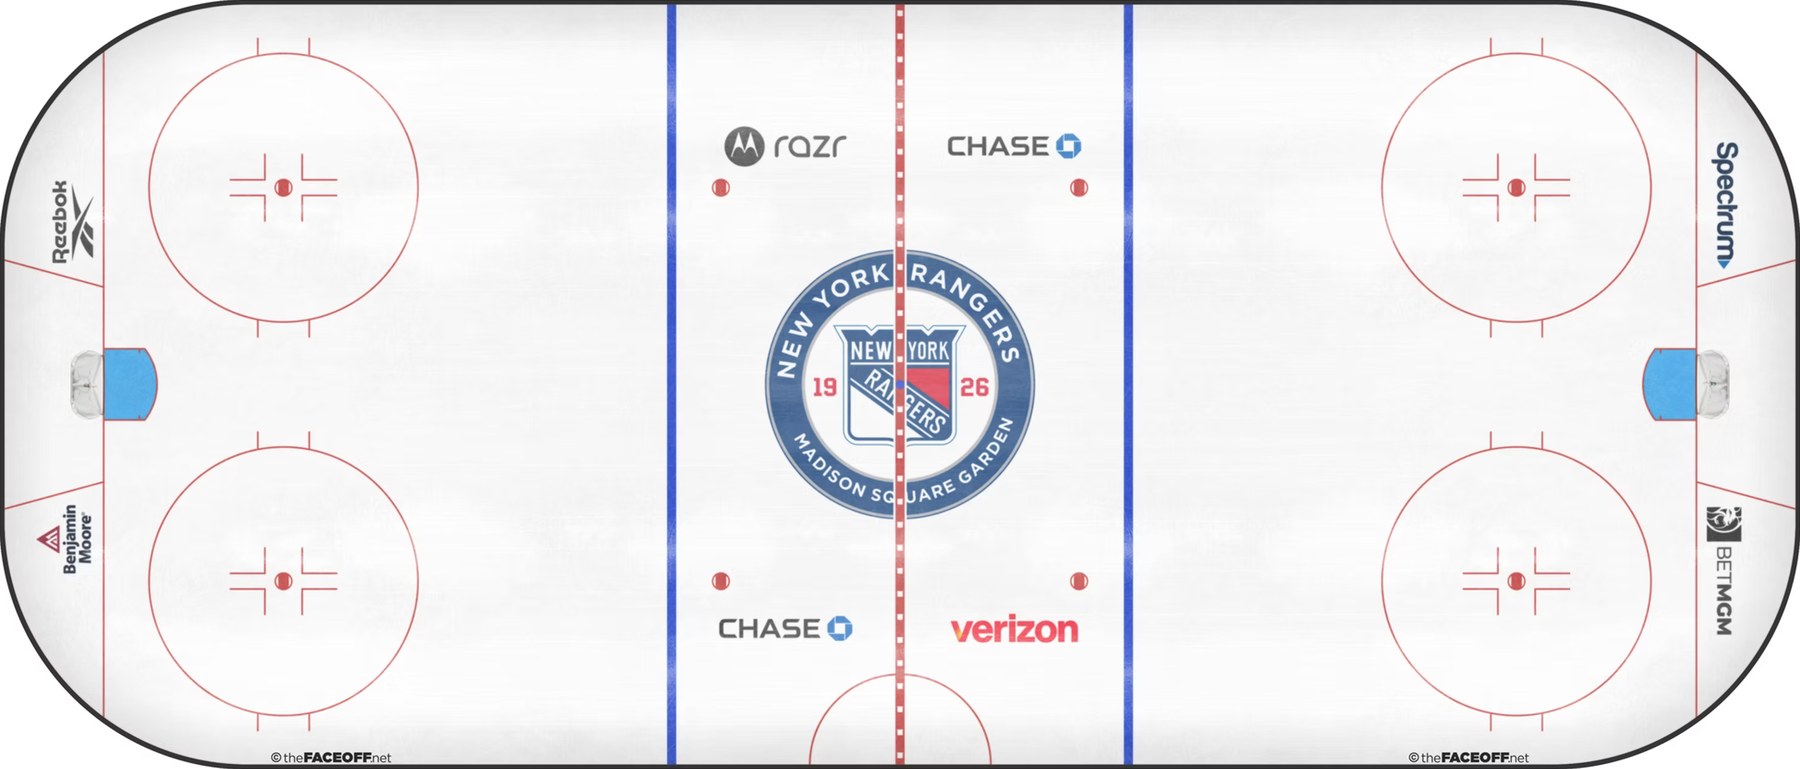 razr
CHASE
Reebok
Spectrum
NEW YORK RANGERS
NEW YORK
RANGERS
19 26
MADISON SQUARE GARDEN
Benjamin
Moore®
BETMGM
CHASE
verizon
©theFACEOFF.net
©theFACEOFF.net